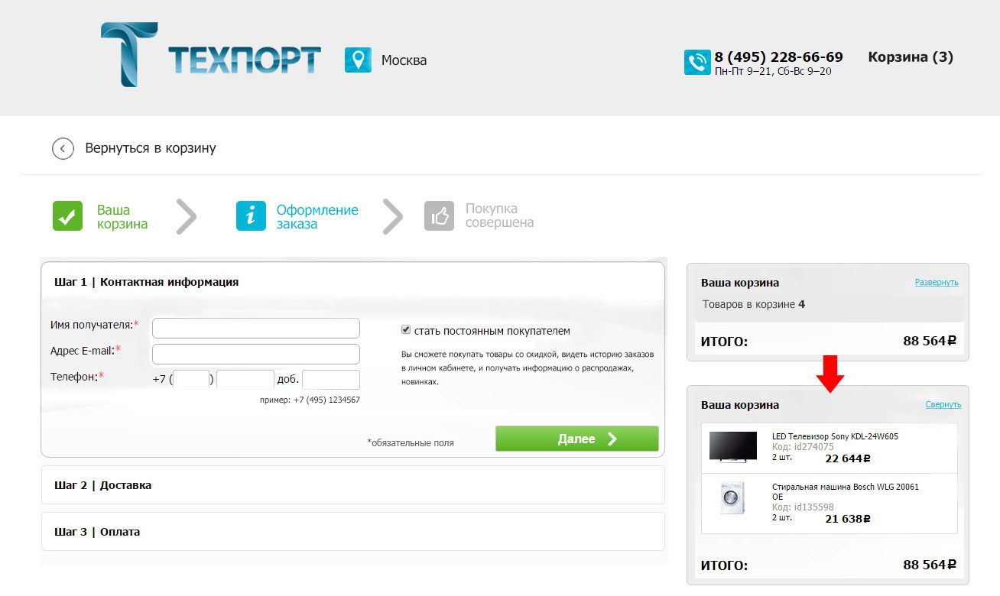 ТЕХПОРТ
Москва
8 (495) 228-66-69
Пн-Пт 9–21, Сб-Вс 9–20
Корзина (3)
Вернуться в корзину
Ваша
корзина
Оформление
заказа
Покупка
совершена
Шаг 1 | Контактная информация
Имя получателя:*
Адрес E-mail:*
Телефон:*
+7 ( ) доб.
пример: +7 (495) 1234567
стать постоянным покупателем
Вы сможете покупать товары со скидкой, видеть историю заказов
в личном кабинете, и получать информацию о распродажах,
новинках.
*обязательные поля
Далее
Шаг 2 | Доставка
Шаг 3 | Оплата
Ваша корзина
Развернуть
Товаров в корзине 4
ИТОГО:
88 564₽
Ваша корзина
Свернуть
LED Телевизор Sony KDL-24W605
Код: id274075
2 шт. 22 644₽
Стиральная машина Bosch WLG 20061
OE
Код: id135598
2 шт. 21 638₽
ИТОГО:
88 564₽